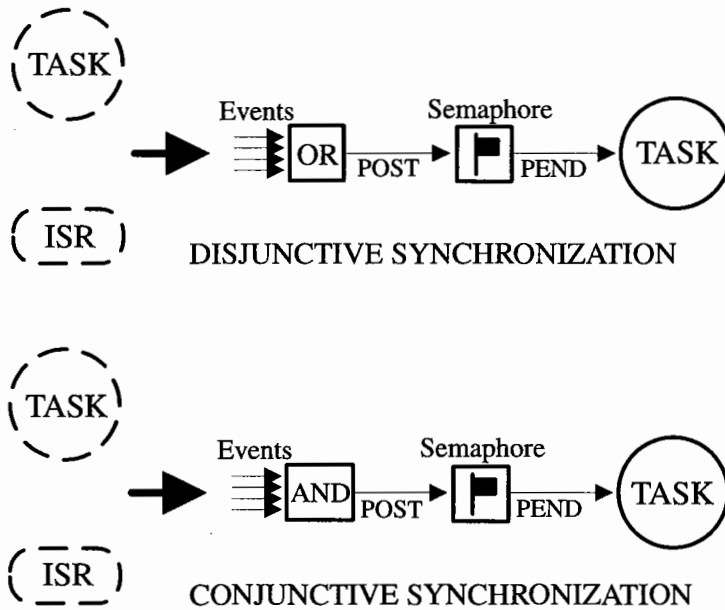 TASK
Events
Semaphore
OR
POST
PEND
TASK
ISR
DISJUNCTIVE SYNCHRONIZATION
TASK
Events
Semaphore
AND
POST
PEND
TASK
ISR
CONJUNCTIVE SYNCHRONIZATION